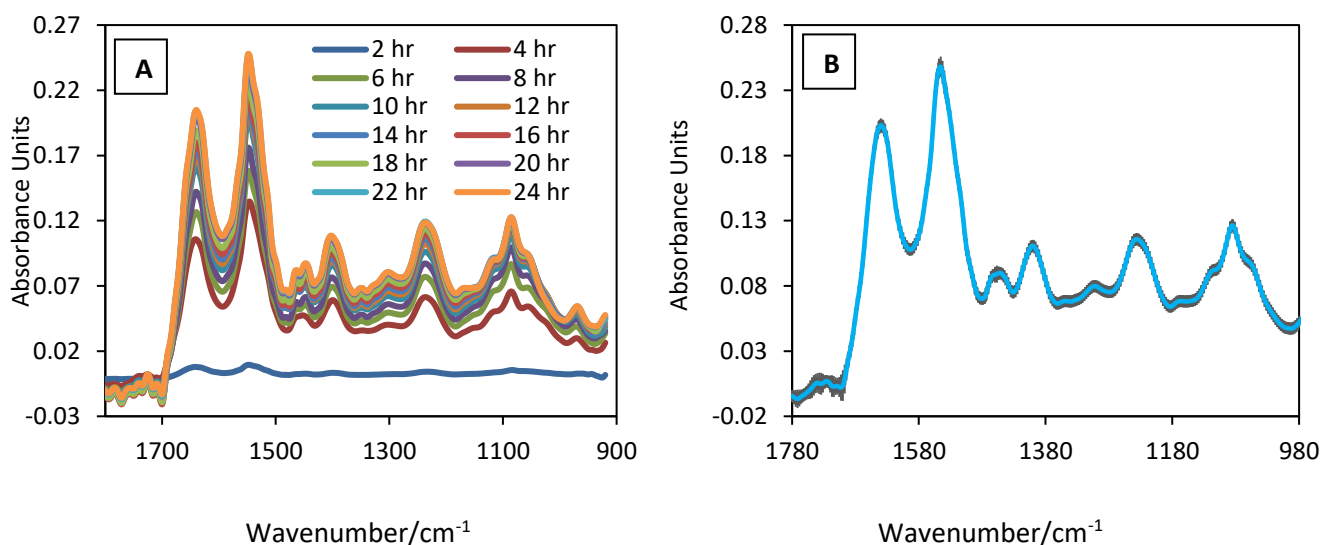 A
Absorbance Units
0.27
0.22
0.17
0.12
0.07
0.02
-0.03
2 hr 4 hr
6 hr 8 hr
10 hr 12 hr
14 hr 16 hr
18 hr 20 hr
22 hr 24 hr
1700 1500 1300 1100 900
Wavenumber/cm⁻¹
B
Absorbance Units
0.28
0.23
0.18
0.13
0.08
0.03
-0.02
1780 1580 1380 1180 980
Wavenumber/cm⁻¹